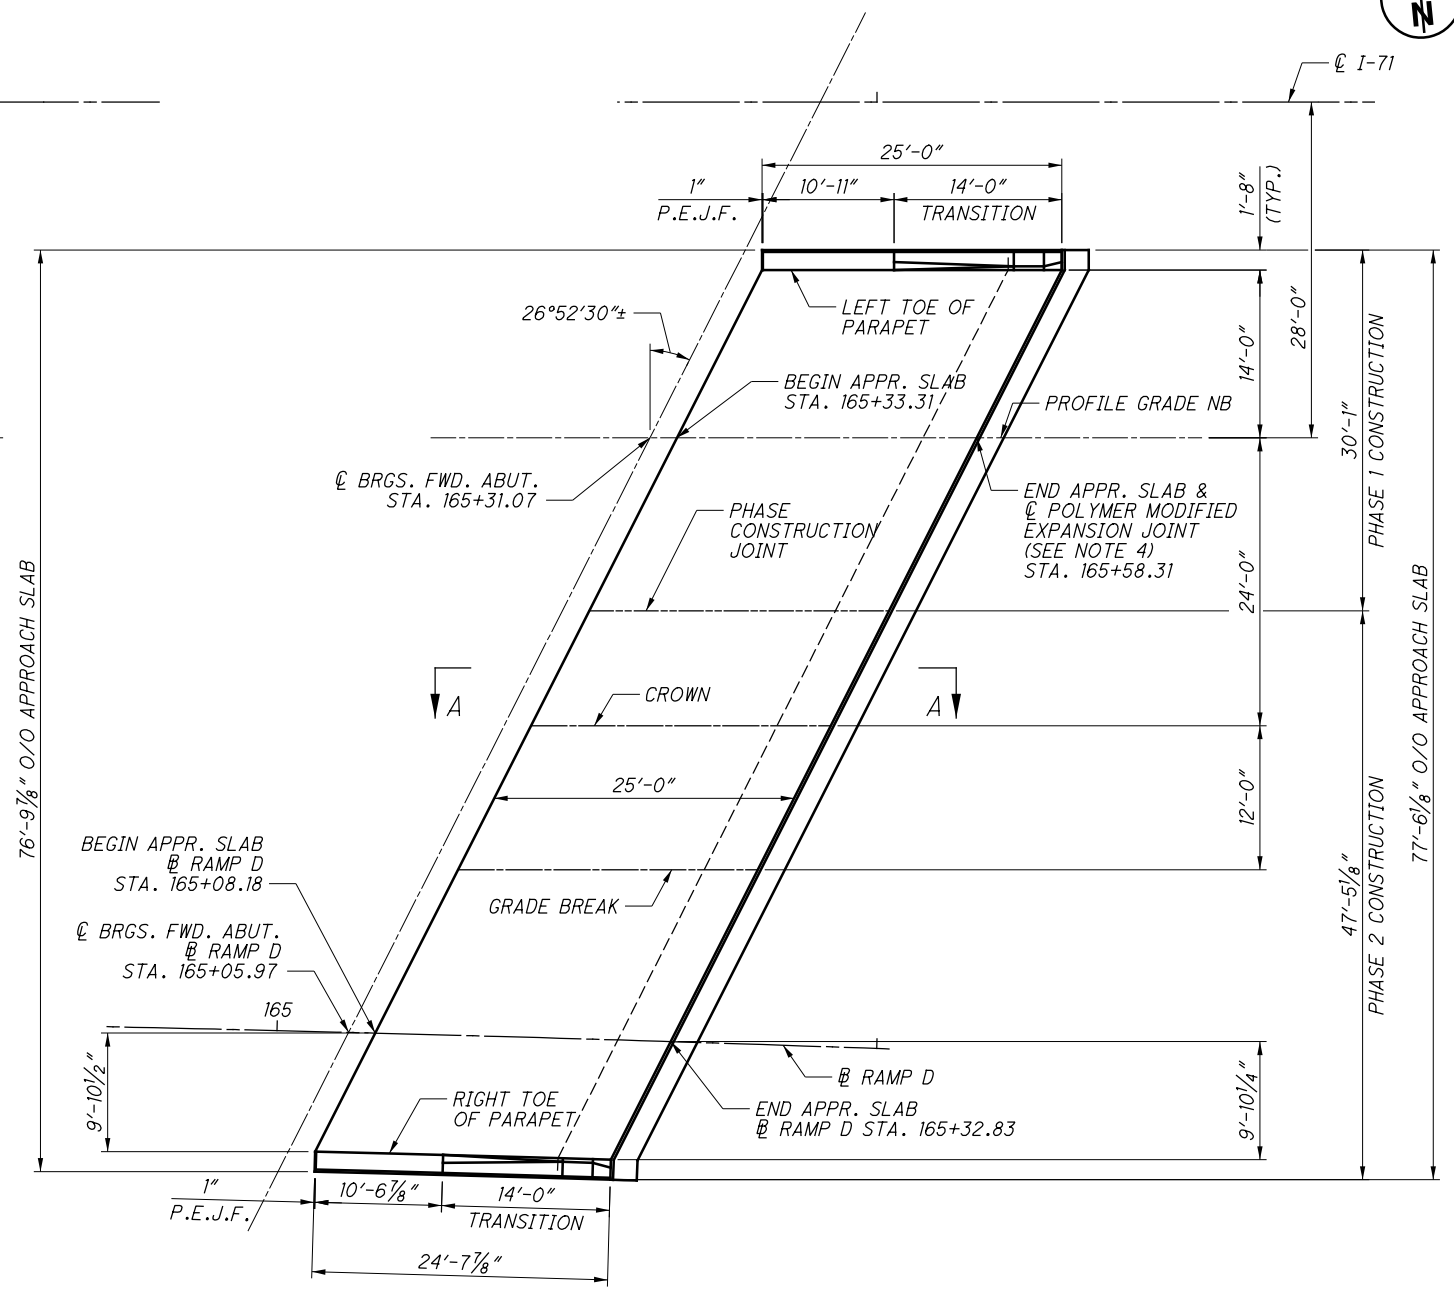 N
℄ I-71
25'-0"
1"
P.E.J.F.
10'-11"
14'-0"
TRANSITION
1'-8"
(TYP.)
26°52'30"±
LEFT TOE OF
PARAPET
28'-0"
14'-0"
BEGIN APPR. SLAB
STA. 165+33.31
PROFILE GRADE NB
30'-1"
PHASE 1 CONSTRUCTION
℄ BRGS. FWD. ABUT.
STA. 165+31.07
PHASE
CONSTRUCTION
JOINT
END APPR. SLAB &
℄ POLYMER MODIFIED
EXPANSION JOINT
(SEE NOTE 4)
STA. 165+58.31
24'-0"
76'-9⅞" O/O APPROACH SLAB
77'-6⅛" O/O APPROACH SLAB
A
A
CROWN
25'-0"
12'-0"
BEGIN APPR. SLAB
B RAMP D
STA. 165+08.18
GRADE BREAK
47'-5⅛"
PHASE 2 CONSTRUCTION
℄ BRGS. FWD. ABUT.
B RAMP D
STA. 165+05.97
165
9'-10½"
B RAMP D
RIGHT TOE
OF PARAPET
END APPR. SLAB
B RAMP D STA. 165+32.83
9'-10¼"
1"
P.E.J.F.
10'-6⅞"
14'-0"
TRANSITION
24'-7⅞"